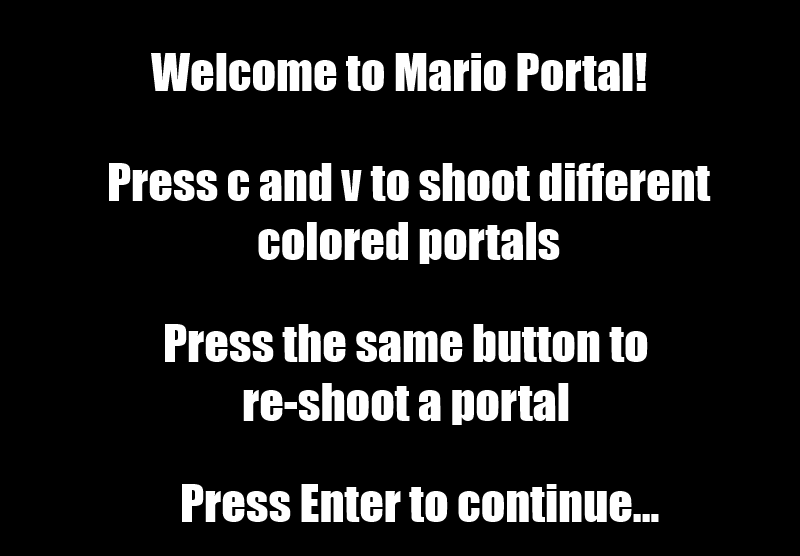 Welcome to Mario Portal!
Press c and v to shoot different
colored portals
Press the same button to
re-shoot a portal
Press Enter to continue...